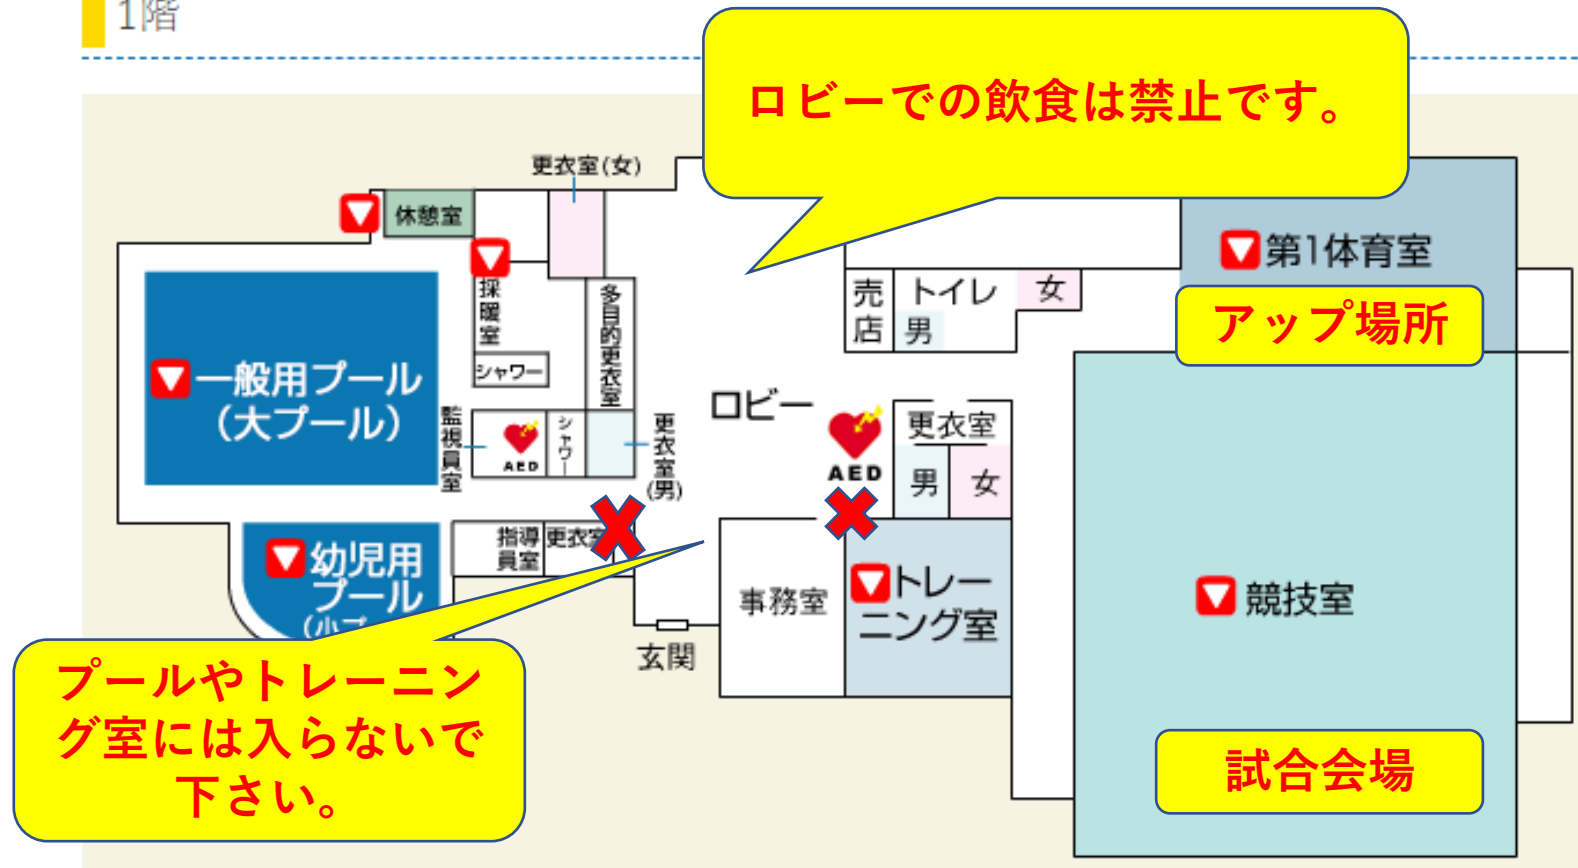 1階
ロビーでの飲食は禁止です。
更衣室(女)
休憩室
採暖室
多目的更衣室
シャワー
一般用プール
(大プール)
監視員室
AED
シャワー
更衣室(男)
ロビー
AED
売店
トイレ
女
男
第1体育室
アップ場所
更衣室
男
女
指導員室
更衣室
幼児用
プール
事務室
トレー
ニング室
競技室
玄関
プールやトレーニン
グ室には入らないで
下さい。
試合会場